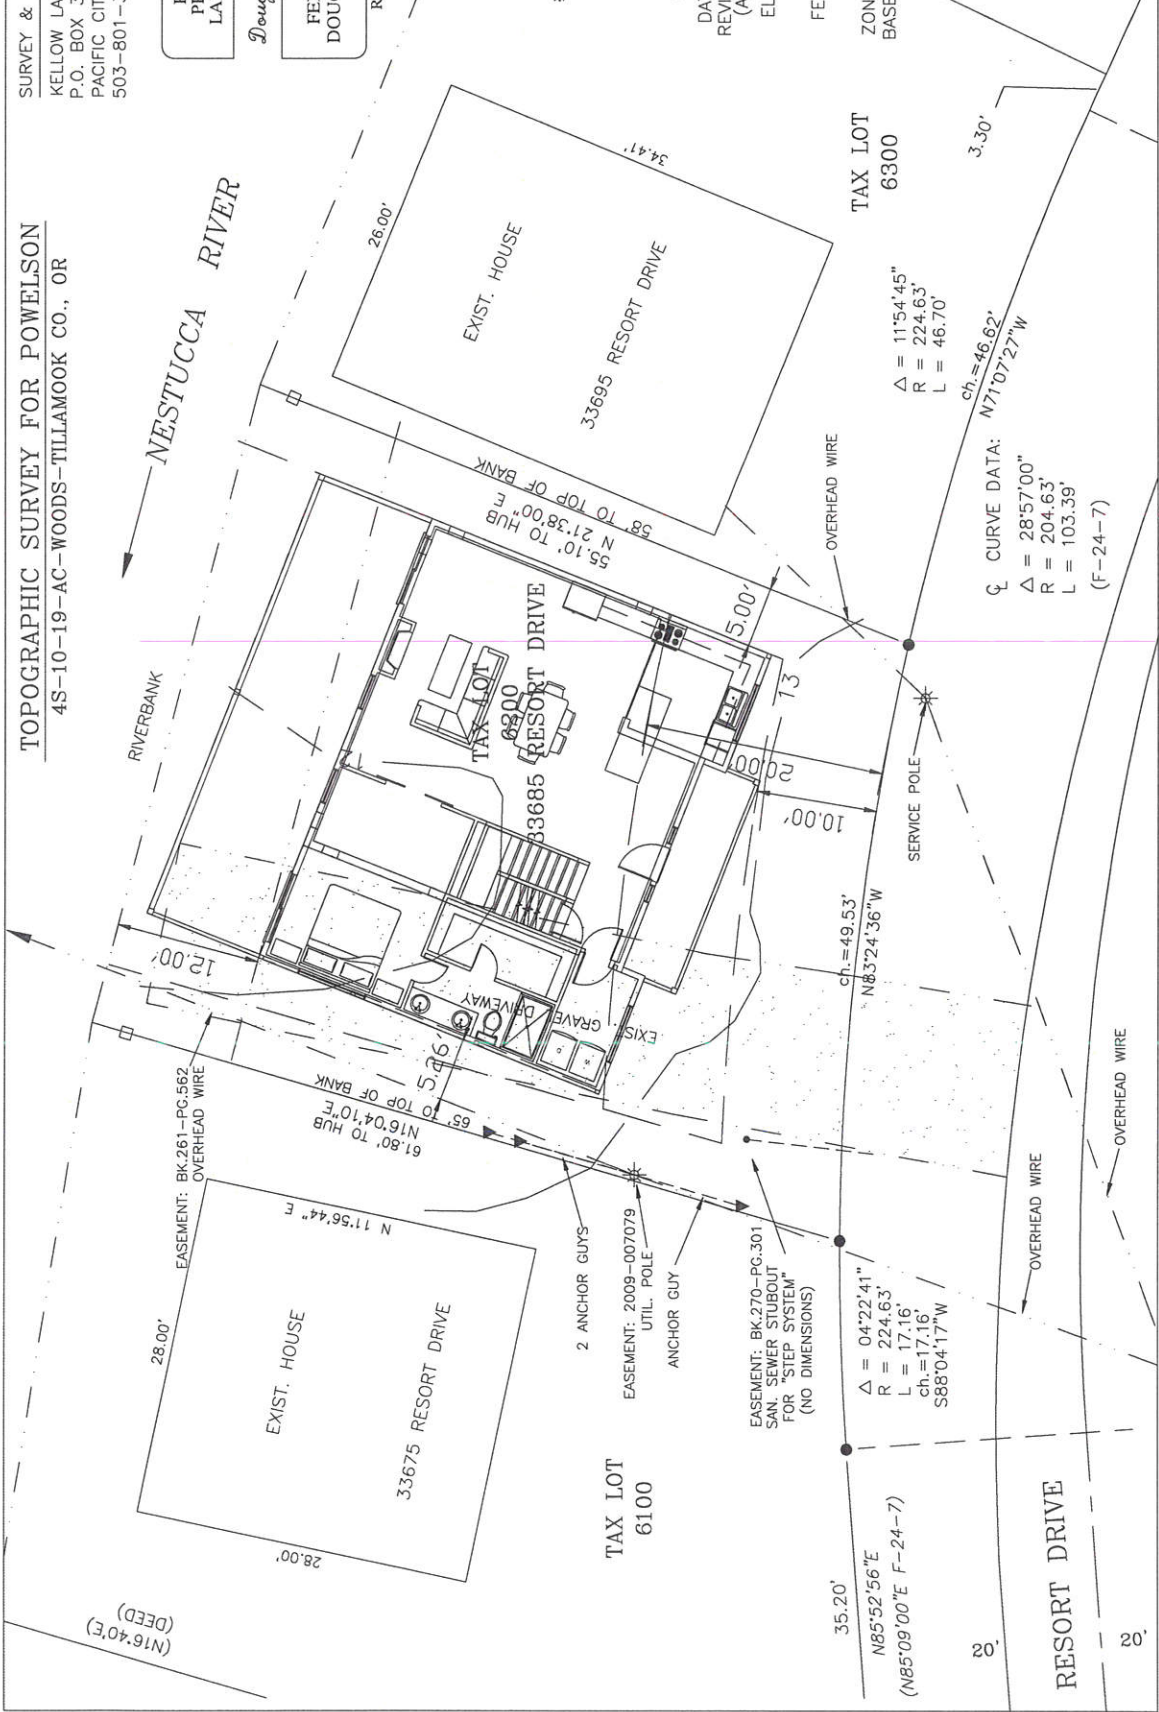 TOPOGRAPHIC SURVEY FOR POWELSON
4S-10-19-AC-WOODS-TILLAMOOK CO., OR
SURVEY &
KELLOW
P.O. BOX
PACIFIC
503-801-
NESTUCCA RIVER
RIVERBANK
(N16°40'E)
(DEED)
28.00'
28.00'
EXIST. HOUSE
33675 RESORT DRIVE
N 11°56'44" E
EASEMENT: BK.261-PG.562
OVERHEAD WIRE
12.00'
61.80' TO HUB
N16°04'10"E
65' TO TOP OF BANK
5.26'
2 ANCHOR GUYS
EASEMENT: 2009-007079
UTIL. POLE
ANCHOR GUY
EASEMENT: BK.270-PG.301
SAN. SEWER STUBOUT
FOR "STEP SYSTEM"
(NO DIMENSIONS)
TAX LOT
6100
TAX LOT
6200
33685 RESORT DRIVE
EXIST. GRAVE
DRIVEWAY
55.10' TO HUB
N 21°38'00" E
58' TO TOP OF BANK
5.00'
13
20.00'
10.00'
26.00'
34.41'
EXIST. HOUSE
33695 RESORT DRIVE
TAX LOT
6300
3.30'
OVERHEAD WIRE
SERVICE POLE
Δ = 11°54'45"
R = 224.63'
L = 46.70'
ch.=46.62'
N71°07'27"W
℄ CURVE DATA:
Δ = 28°57'00"
R = 204.63'
L = 103.39'
(F-24-7)
ch.=49.53'
N83°24'36"W
Δ = 04°22'41"
R = 224.63'
L = 17.16'
ch.=17.16'
S88°04'17"W
OVERHEAD WIRE
OVERHEAD WIRE
35.20'
N85°52'56"E
(N85°09'00"E F-24-7)
20'
RESORT DRIVE
20'